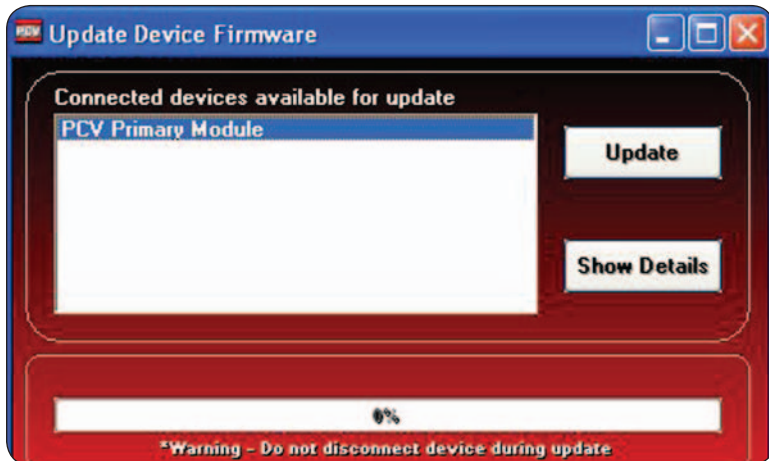 PCV Update Device Firmware
Connected devices available for update
PCV Primary Module
Update
Show Details
0%
*Warning - Do not disconnect device during update